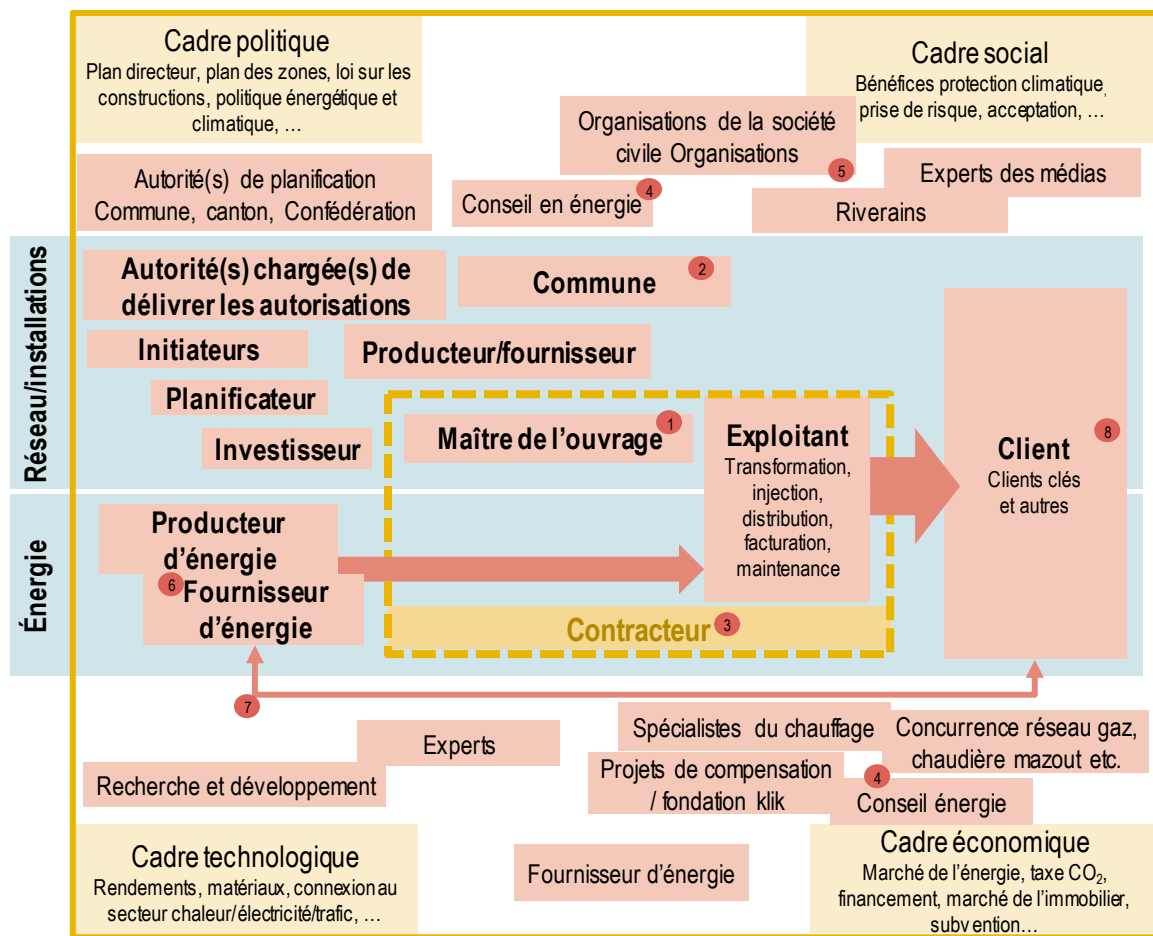 Cadre politique
Plan directeur, plan des zones, loi sur les
constructions, politique énergétique et
climatique, …
Cadre social
Bénéfices protection climatique,
prise de risque, acceptation, …
Organisations de la société
civile Organisations
5
Autorité(s) de planification
Commune, canton, Confédération
Conseil en énergie
4
Experts des médias
Riverains
Réseau/installations
Autorité(s) chargée(s) de
délivrer les autorisations
Commune
2
Initiateurs
Producteur/fournisseur
Planificateur
Investisseur
Maître de l’ouvrage
1
Exploitant
Transformation,
injection,
distribution,
facturation,
maintenance
Client
8
Clients clés
et autres
Énergie
Producteur
d’énergie
6
Fournisseur
d’énergie
Contracteur
3
7
Spécialistes du chauffage
Concurrence réseau gaz,
chaudière mazout etc.
Experts
Recherche et développement
Projets de compensation
/ fondation klik
4
Conseil énergie
Cadre technologique
Rendements, matériaux, connexion au
secteur chaleur/électricité/trafic, …
Fournisseur d’énergie
Cadre économique
Marché de l’énergie, taxe CO₂,
financement, marché de l’immobilier,
subvention…